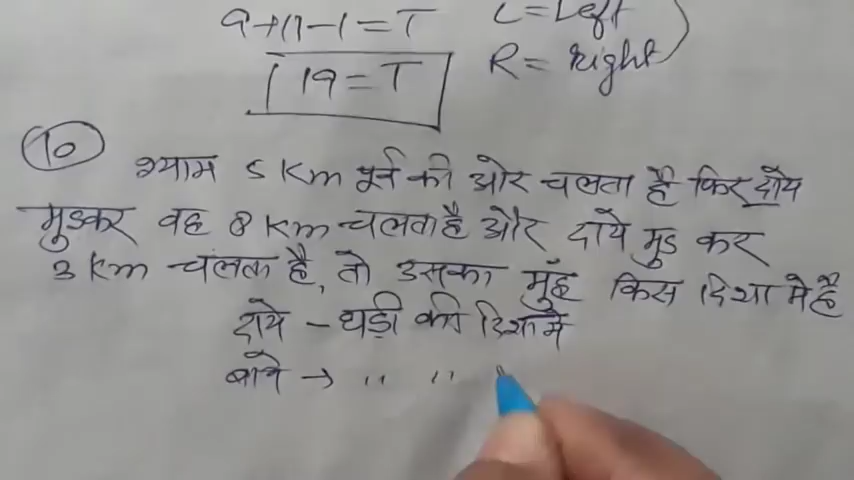 9+11-1=T
L=Left
19=T
R= Right
10
श्याम 5 Km पूर्व की ओर चलता है फिर दाँये
मुडकर वह 8 Km चलता है और दाँये मुड कर
3 Km चलता है, तो उसका मुँह किस दिशा मे है
दाँये - घड़ी की दिशा मे
बाँये → " "